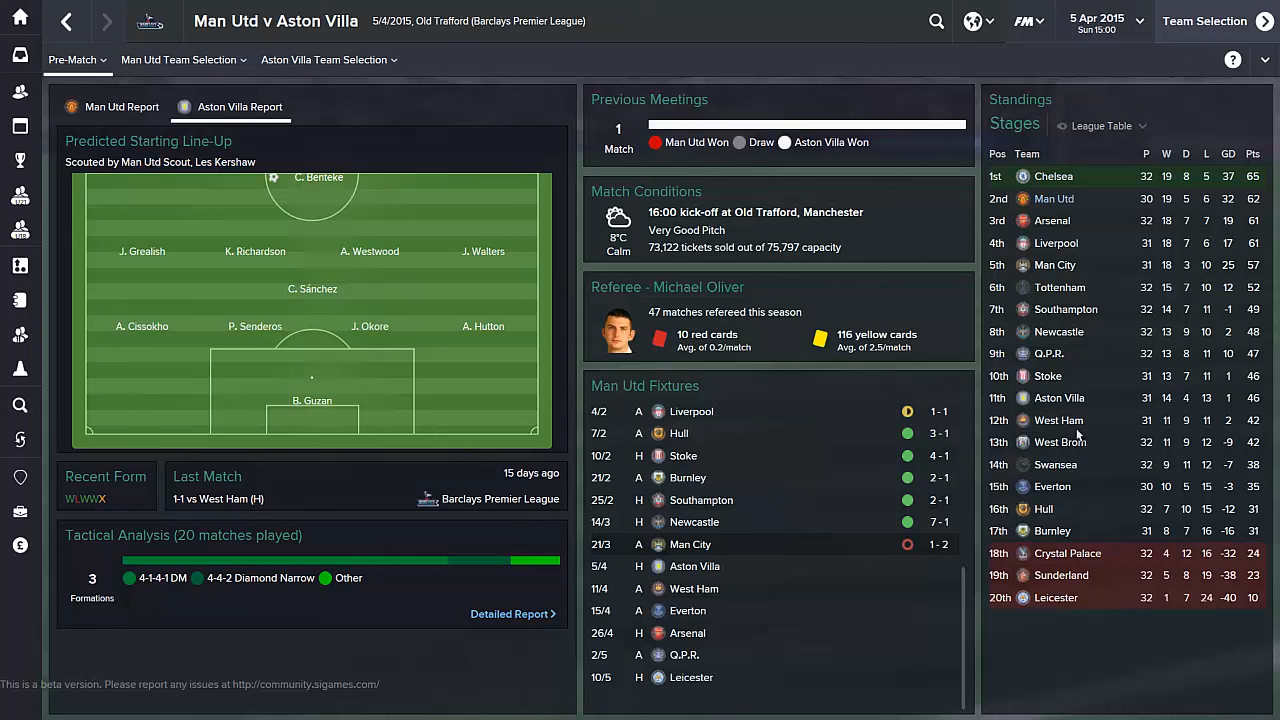 Man Utd v Aston Villa 5/4/2015, Old Trafford (Barclays Premier League)
FM
5 Apr 2015
Sun 15:00
Team Selection
Pre-Match Man Utd Team Selection Aston Villa Team Selection
?
Man Utd Report Aston Villa Report
Predicted Starting Line-Up
Scouted by Man Utd Scout, Les Kershaw
C. Benteke
J. Grealish K. Richardson A. Westwood J. Walters
C. Sánchez
A. Cissokho P. Senderos J. Okore A. Hutton
B. Guzan
Recent Form
WLWWX
Last Match 15 days ago
1-1 vs West Ham (H) Barclays Premier League
Tactical Analysis (20 matches played)
3
Formations
4-1-4-1 DM 4-4-2 Diamond Narrow Other
Detailed Report >
This is a beta version. Please report any issues at http://community.sigames.com/
Previous Meetings
1
Match
Man Utd Won Draw Aston Villa Won
Match Conditions
16:00 kick-off at Old Trafford, Manchester
Very Good Pitch
73,122 tickets sold out of 75,797 capacity
8°C
Calm
Referee - Michael Oliver
47 matches refereed this season
10 red cards
Avg. of 0.2/match
116 yellow cards
Avg. of 2.5/match
Man Utd Fixtures
4/2 A Liverpool 1 - 1
7/2 A Hull 3 - 1
10/2 H Stoke 4 - 1
21/2 A Burnley 2 - 1
25/2 H Southampton 2 - 1
14/3 H Newcastle 7 - 1
21/3 A Man City 1 - 2
5/4 H Aston Villa
11/4 A West Ham
15/4 A Everton
26/4 H Arsenal
2/5 A Q.P.R.
10/5 H Leicester
Standings
Stages League Table
Pos Team P W D L GD Pts
1st Chelsea 32 19 8 5 37 65
2nd Man Utd 30 19 5 6 32 62
3rd Arsenal 32 18 7 7 19 61
4th Liverpool 31 18 7 6 17 61
5th Man City 31 18 3 10 25 57
6th Tottenham 32 15 7 10 12 52
7th Southampton 32 14 7 11 -1 49
8th Newcastle 32 13 9 10 2 48
9th Q.P.R. 32 13 8 11 10 47
10th Stoke 31 13 7 11 1 46
11th Aston Villa 31 14 4 13 1 46
12th West Ham 31 11 9 11 2 42
13th West Brom 32 11 9 12 -9 42
14th Swansea 32 9 11 12 -7 38
15th Everton 30 10 5 15 -3 35
16th Hull 32 7 10 15 -12 31
17th Burnley 31 8 7 16 -16 31
18th Crystal Palace 32 4 12 16 -32 24
19th Sunderland 32 5 8 19 -38 23
20th Leicester 32 1 7 24 -40 10